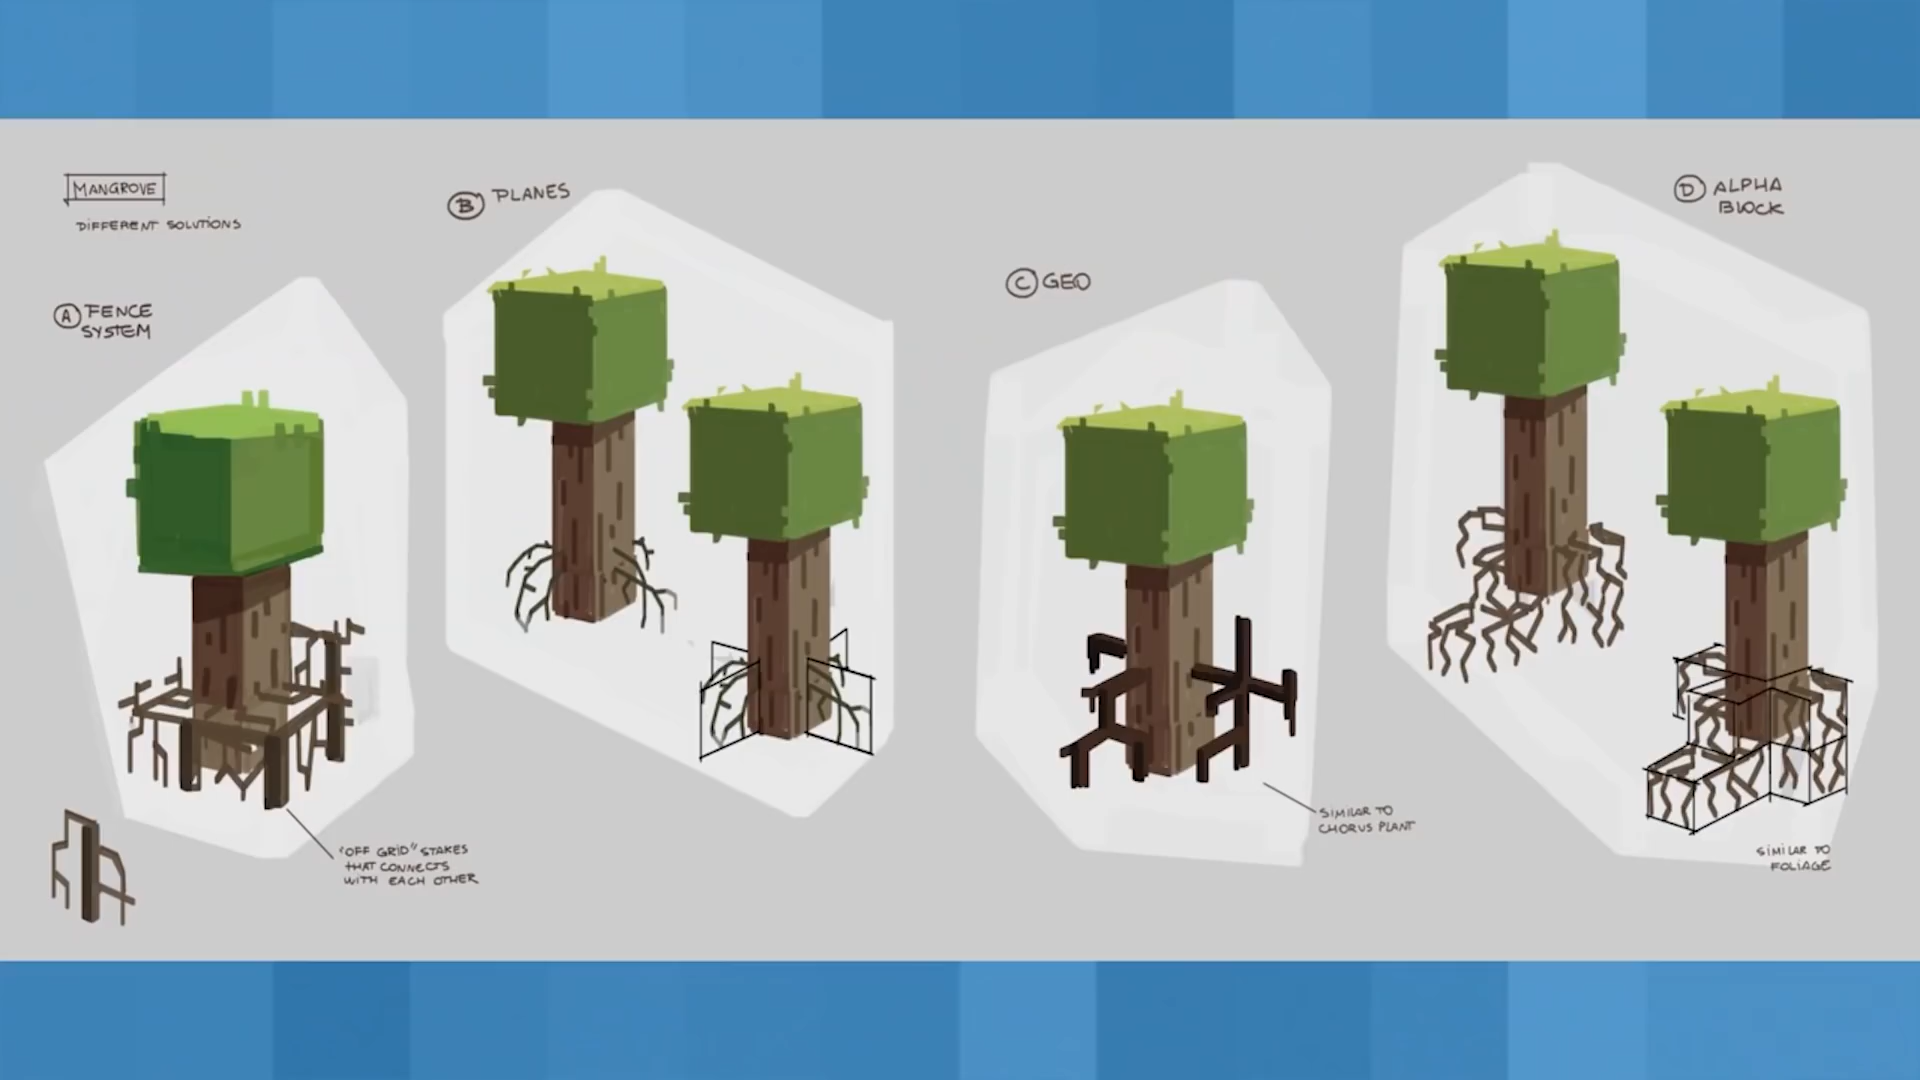 MANGROVE
DIFFERENT SOLUTIONS
A FENCE
SYSTEM
"OFF GRID" STAKES
THAT CONNECTS
WITH EACH OTHER
B PLANES
C GEO
SIMILAR TO
CHORUS PLANT
D ALPHA
BLOCK
SIMILAR TO
FOLIAGE